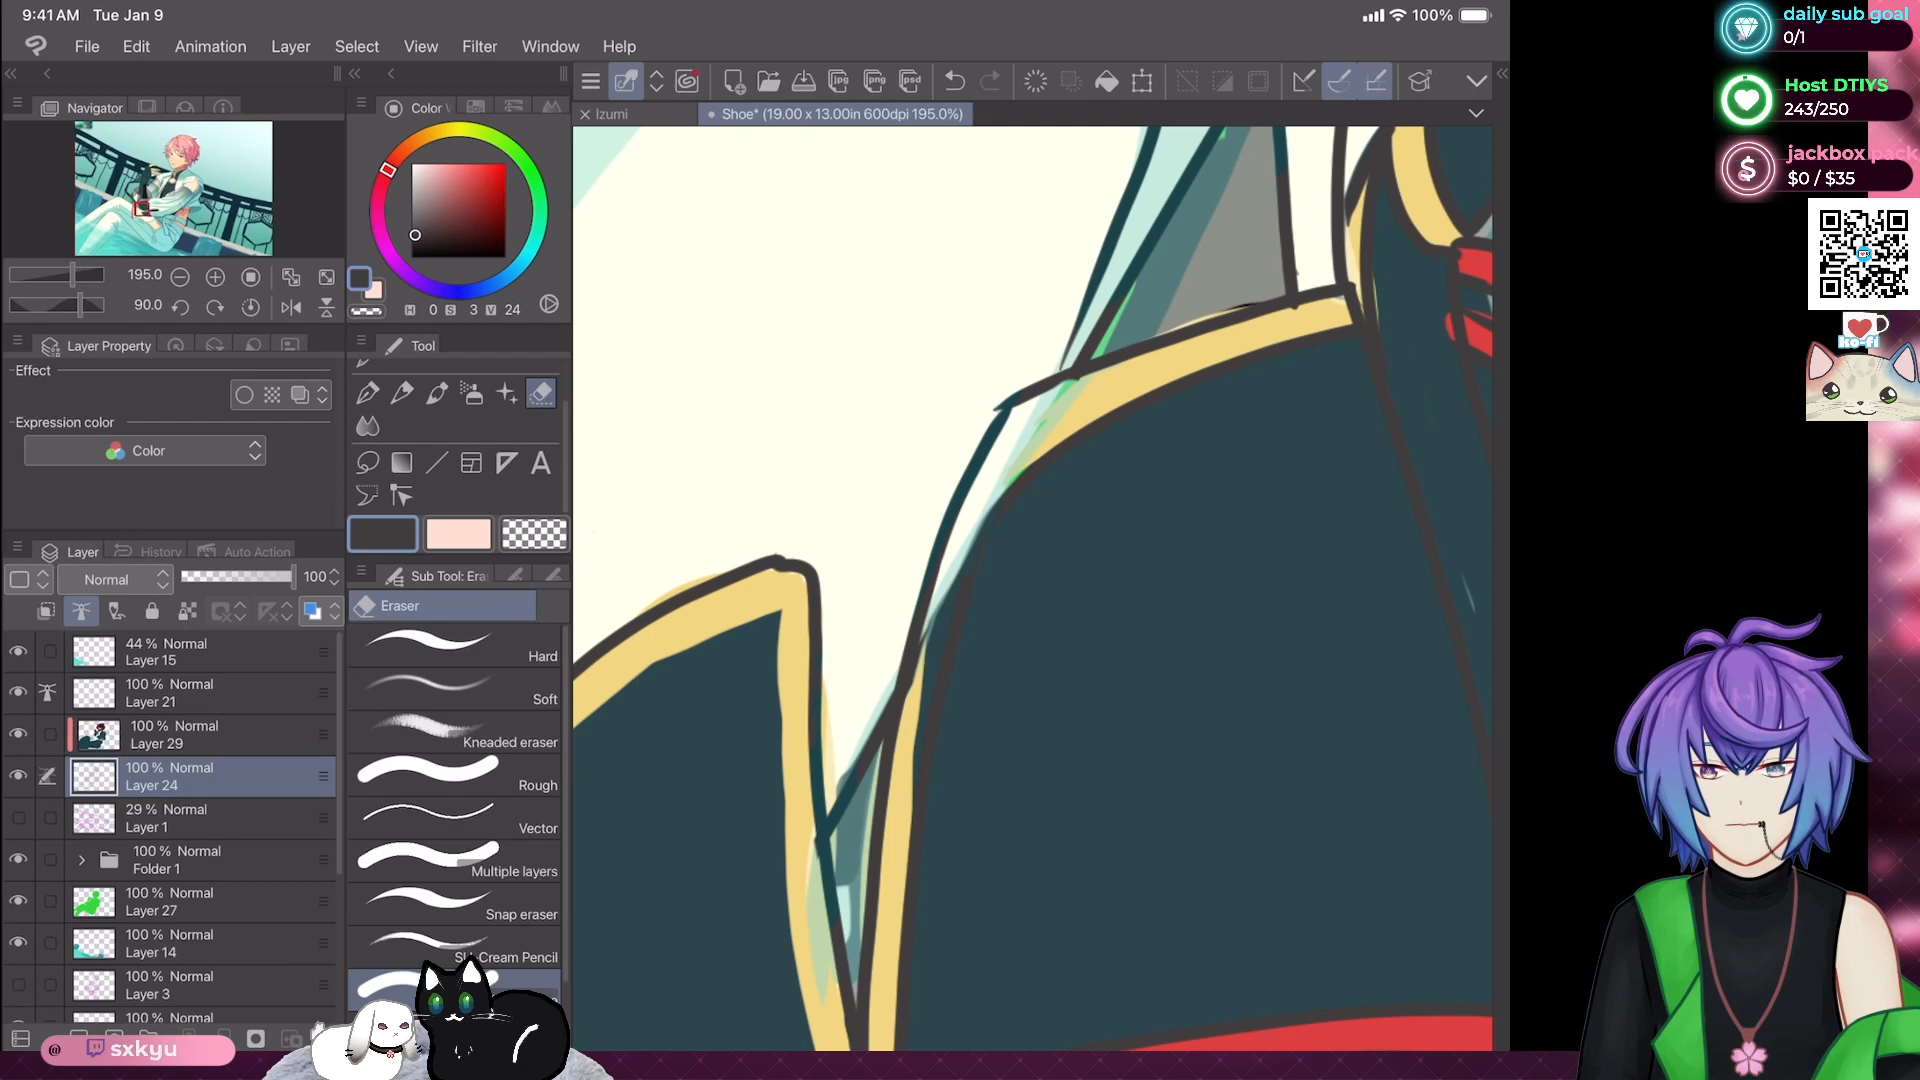 9:41 AM Tue Jan 9
100%
File Edit Animation Layer Select View Filter Window Help
Navigator
Color
jpg png psd
Izumi
Shoe* (19.00 x 13.00in 600dpi 195.0%)
195.0
90.0
H 0 S 3 V 24
Layer Property
Tool
Effect
Expression color
Color
Layer History Auto Action
Normal 100
Sub Tool: Era
Eraser
44 % Normal
Layer 15
100 % Normal
Layer 21
100 % Normal
Layer 29
100 % Normal
Layer 24
29 % Normal
Layer 1
100 % Normal
Folder 1
100 % Normal
Layer 27
100 % Normal
Layer 14
100 % Normal
Layer 3
100 % Normal
Hard
Soft
Kneaded eraser
Rough
Vector
Multiple layers
Snap eraser
Cream Pencil
@ sxkyu
daily sub goal
0/1
Host DTIYS
243/250
jackbox pack
$0 / $35
ko-fi